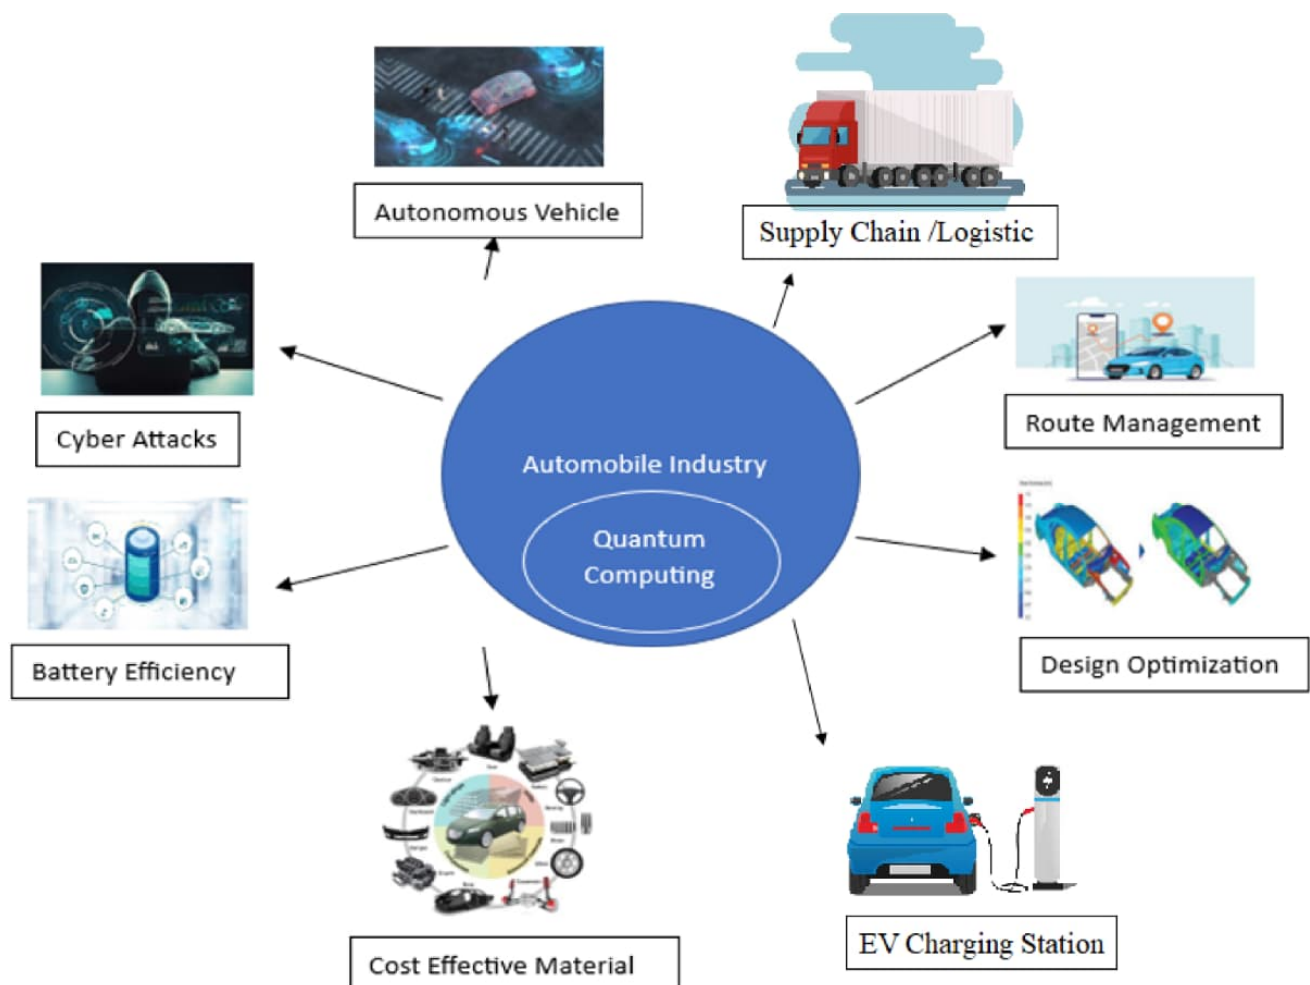 Autonomous Vehicle
Supply Chain /Logistic
Cyber Attacks
Route Management
Automobile Industry
Quantum
Computing
Battery Efficiency
Design Optimization
Cost Effective Material
EV Charging Station